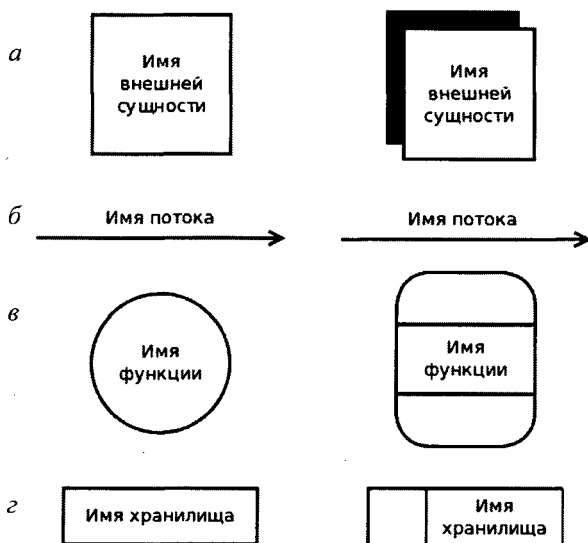 а
Имя
внешней
сущности
Имя
внешней
сущности
б
Имя потока
Имя потока
в
Имя
функции
Имя
функции
г
Имя хранилища
Имя
хранилища